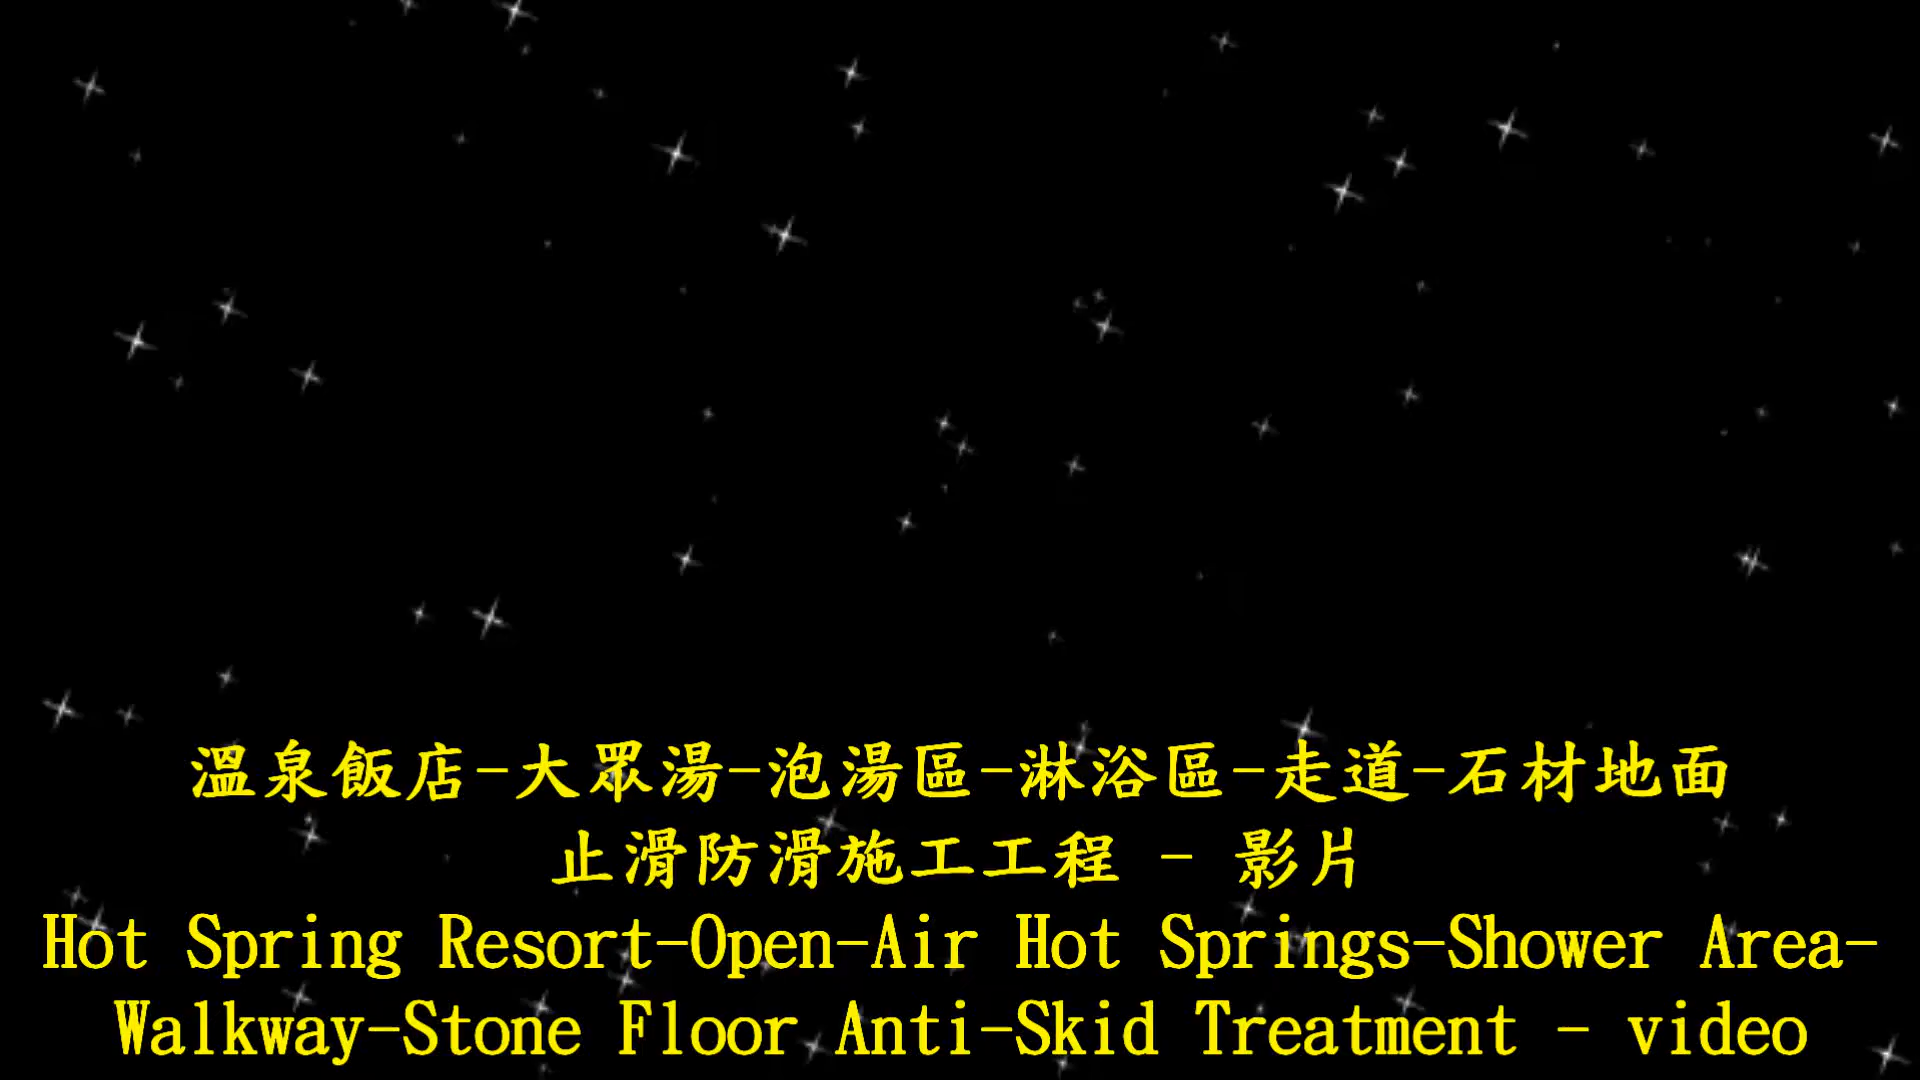 溫泉飯店-大眾湯-泡湯區-淋浴區-走道-石材地面
止滑防滑施工工程 - 影片
Hot Spring Resort-Open-Air Hot Springs-Shower Area-
Walkway-Stone Floor Anti-Skid Treatment - video